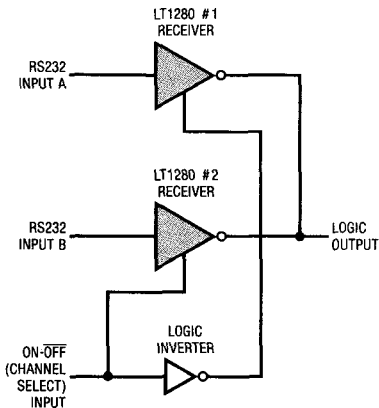 LT1280 #1
RECEIVER
RS232
INPUT A
LT1280 #2
RECEIVER
RS232
INPUT B
LOGIC
OUTPUT
LOGIC
INVERTER
ON-OFF
(CHANNEL
SELECT)
INPUT